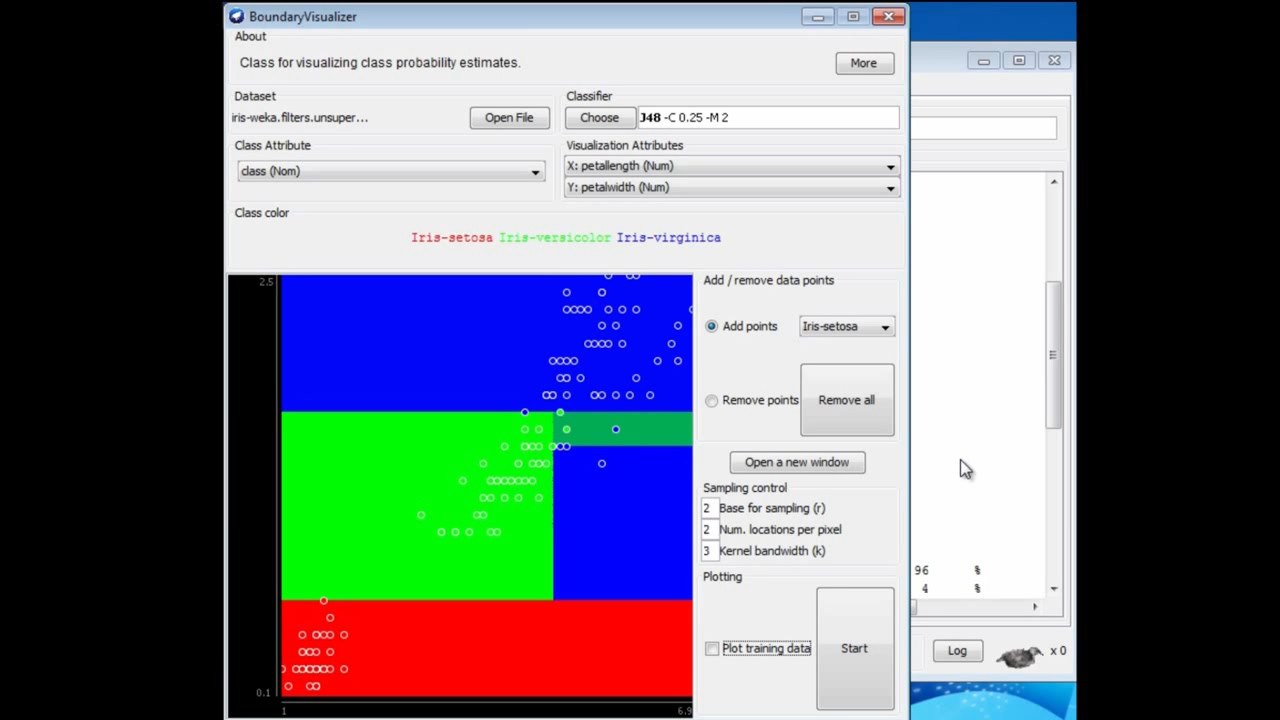 BoundaryVisualizer
About
Class for visualizing class probability estimates.
More
Dataset
Classifier
iris-weka.filters.unsuper...
Open File
Choose
J48 -C 0.25 -M 2
Class Attribute
Visualization Attributes
class (Nom)
X: petallength (Num)
Y: petalwidth (Num)
Class color
Iris-setosa Iris-versicolor Iris-virginica
2.5
Add / remove data points
Add points
Iris-setosa
Remove points
Remove all
Open a new window
Sampling control
2 Base for sampling (r)
2 Num. locations per pixel
3 Kernel bandwidth (k)
96 %
Plotting
4 %
Plot training data
Start
Log
x 0
0.1
1
6.9